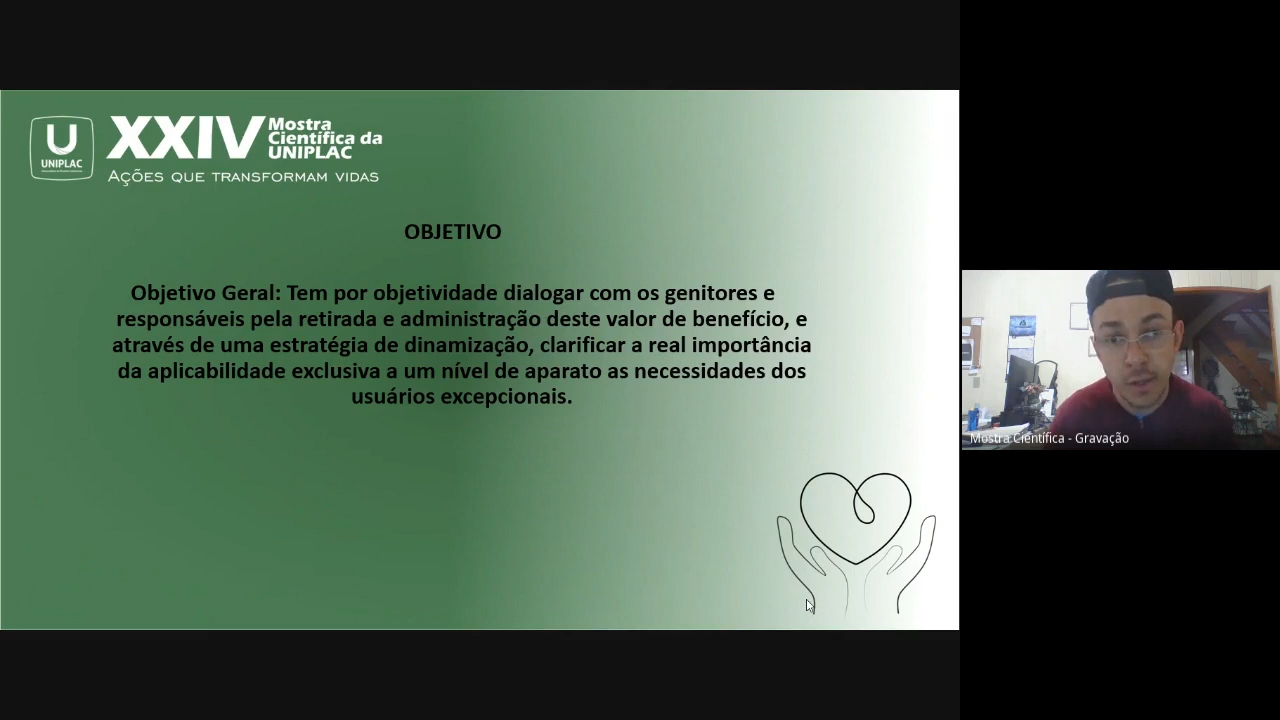 UNIPLAC
XXIV Mostra
Científica da
UNIPLAC
AÇÕES QUE TRANSFORMAM VIDAS
OBJETIVO
Objetivo Geral: Tem por objetividade dialogar com os genitores e
responsáveis pela retirada e administração deste valor de benefício, e
através de uma estratégia de dinamização, clarificar a real importância
da aplicabilidade exclusiva a um nível de aparato as necessidades dos
usuários excepcionais.
Mostra Científica - Gravação